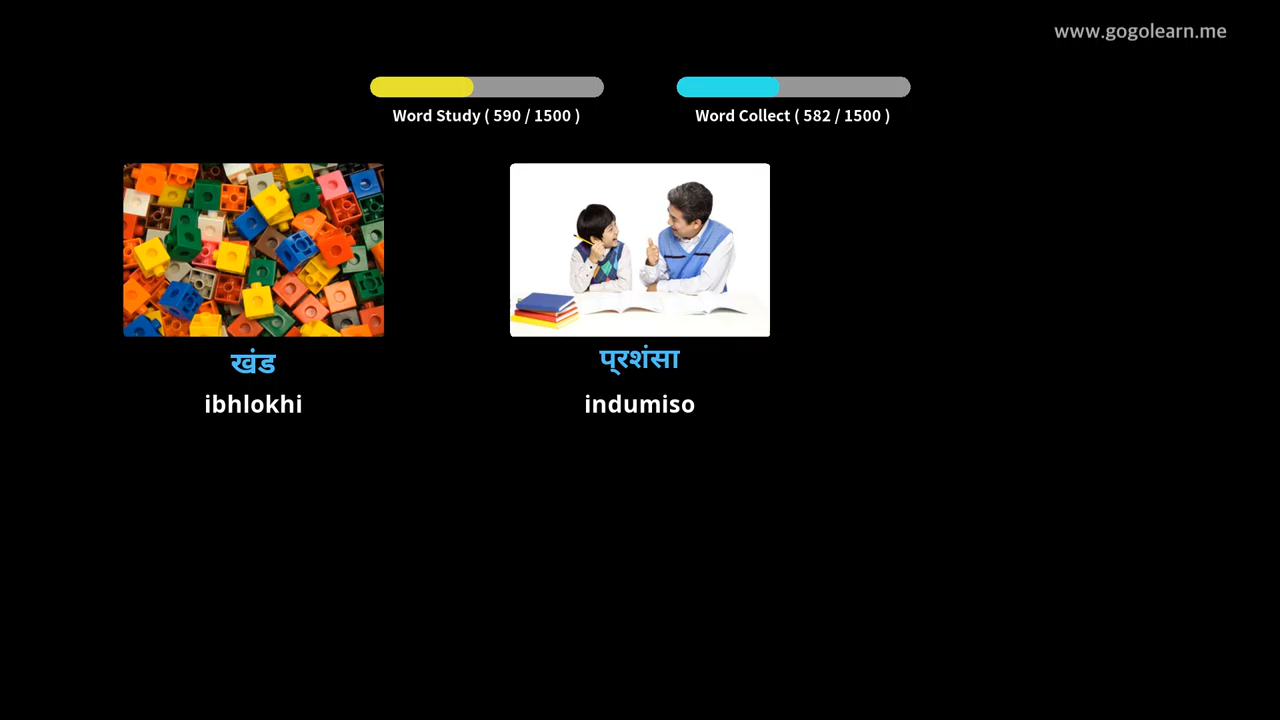 www.gogolearn.me
Word Study ( 590 / 1500 )
Word Collect ( 582 / 1500 )
खंड
ibhlokhi
प्रशंसा
indumiso